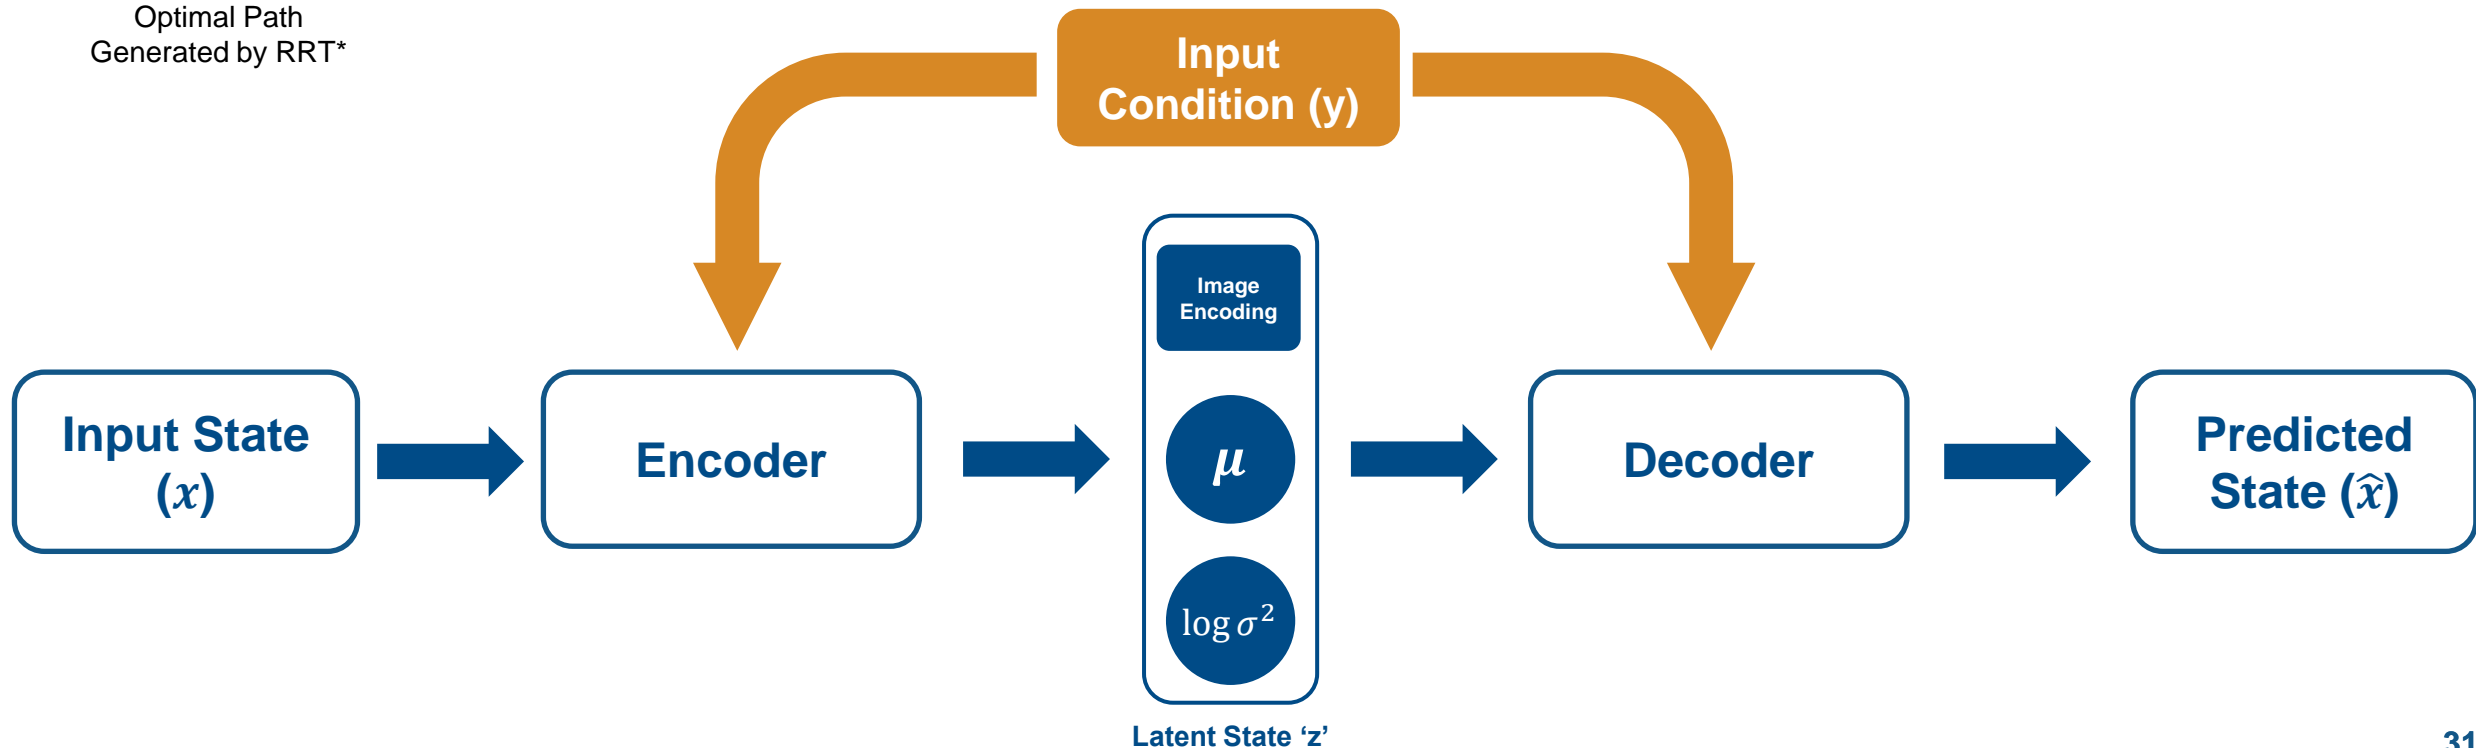 Optimal Path
Generated by RRT*
Input
Condition (y)
Image
Encoding
Input State
(x)
Encoder
μ
Decoder
Predicted
State (x̂)
log σ²
Latent State ‘z’
31